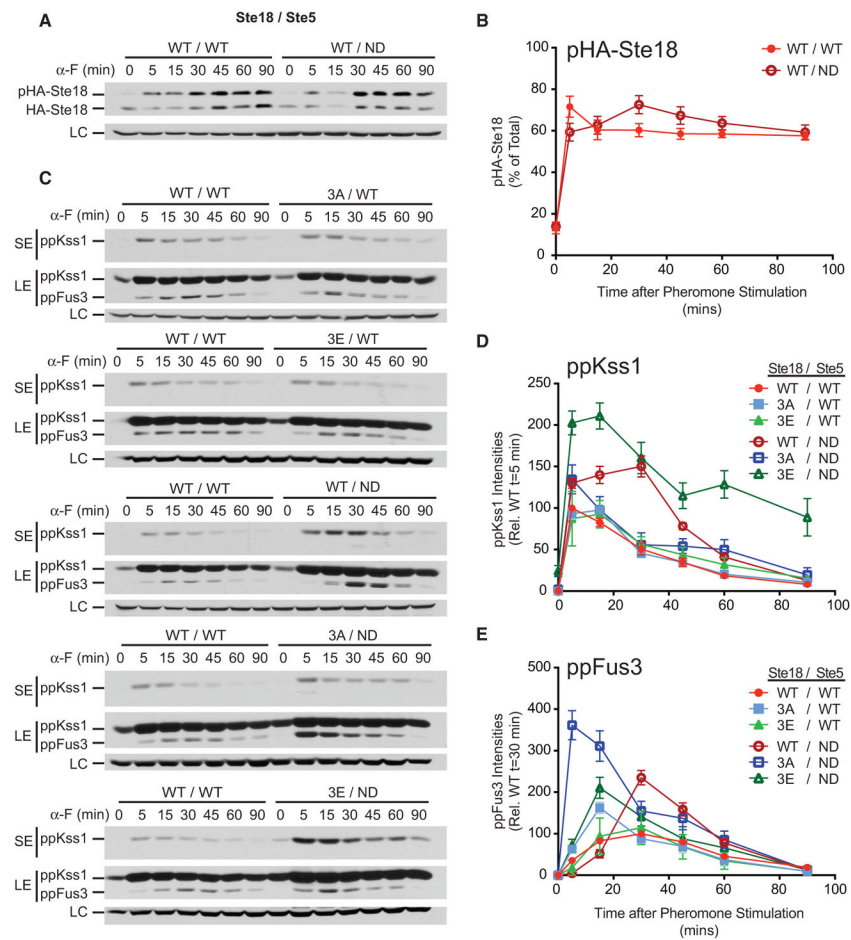 A
Ste18 / Ste5
WT / WT WT / ND
α-F (min) 0 5 15 30 45 60 90 0 5 15 30 45 60 90
pHA-Ste18
HA-Ste18
LC
B
pHA-Ste18
WT / WT
WT / ND
pHA-Ste18
(% of Total)
100
80
60
40
20
0
0 20 40 60 80 100
Time after Pheromone Stimulation
(mins)
C
WT / WT 3A / WT
α-F (min) 0 5 15 30 45 60 90 0 5 15 30 45 60 90
SE ppKss1
LE ppKss1
ppFus3
LC
WT / WT 3E / WT
α-F (min) 0 5 15 30 45 60 90 0 5 15 30 45 60 90
SE ppKss1
LE ppKss1
ppFus3
LC
WT / WT WT / ND
α-F (min) 0 5 15 30 45 60 90 0 5 15 30 45 60 90
SE ppKss1
LE ppKss1
ppFus3
LC
WT / WT 3A / ND
α-F (min) 0 5 15 30 45 60 90 0 5 15 30 45 60 90
SE ppKss1
LE ppKss1
ppFus3
LC
WT / WT 3E / ND
α-F (min) 0 5 15 30 45 60 90 0 5 15 30 45 60 90
SE ppKss1
LE ppKss1
ppFus3
LC
D
ppKss1
Ste18 / Ste5
WT / WT
3A / WT
3E / WT
WT / ND
3A / ND
3E / ND
ppKss1 Intensities
(Rel. WT t=5 min)
250
200
150
100
50
0
0 20 40 60 80 100
E
ppFus3
Ste18 / Ste5
WT / WT
3A / WT
3E / WT
WT / ND
3A / ND
3E / ND
ppFus3 Intensities
(Rel. WT t=30 min)
500
400
300
200
100
0
0 20 40 60 80 100
Time after Pheromone Stimulation
(mins)